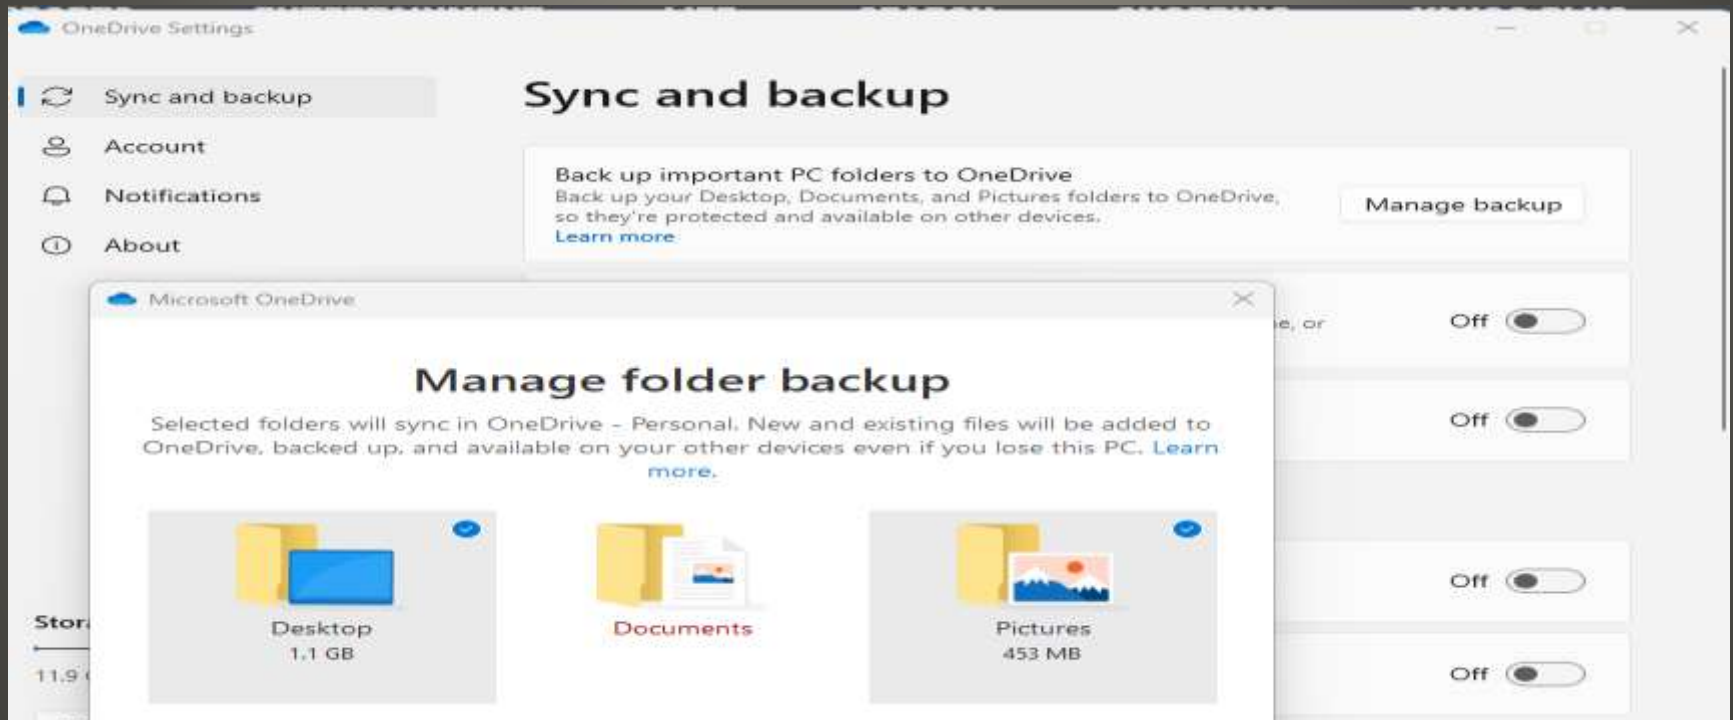 OneDrive Settings
Sync and backup
Account
Notifications
About
Sync and backup
Back up important PC folders to OneDrive
Back up your Desktop, Documents, and Pictures folders to OneDrive,
so they're protected and available on other devices.
Learn more
Manage backup
or
Off
Off
Off
Off
Microsoft OneDrive
Manage folder backup
Selected folders will sync in OneDrive - Personal. New and existing files will be added to
OneDrive, backed up, and available on your other devices even if you lose this PC. Learn
more.
Desktop
1.1 GB
Documents
Pictures
453 MB
11.9